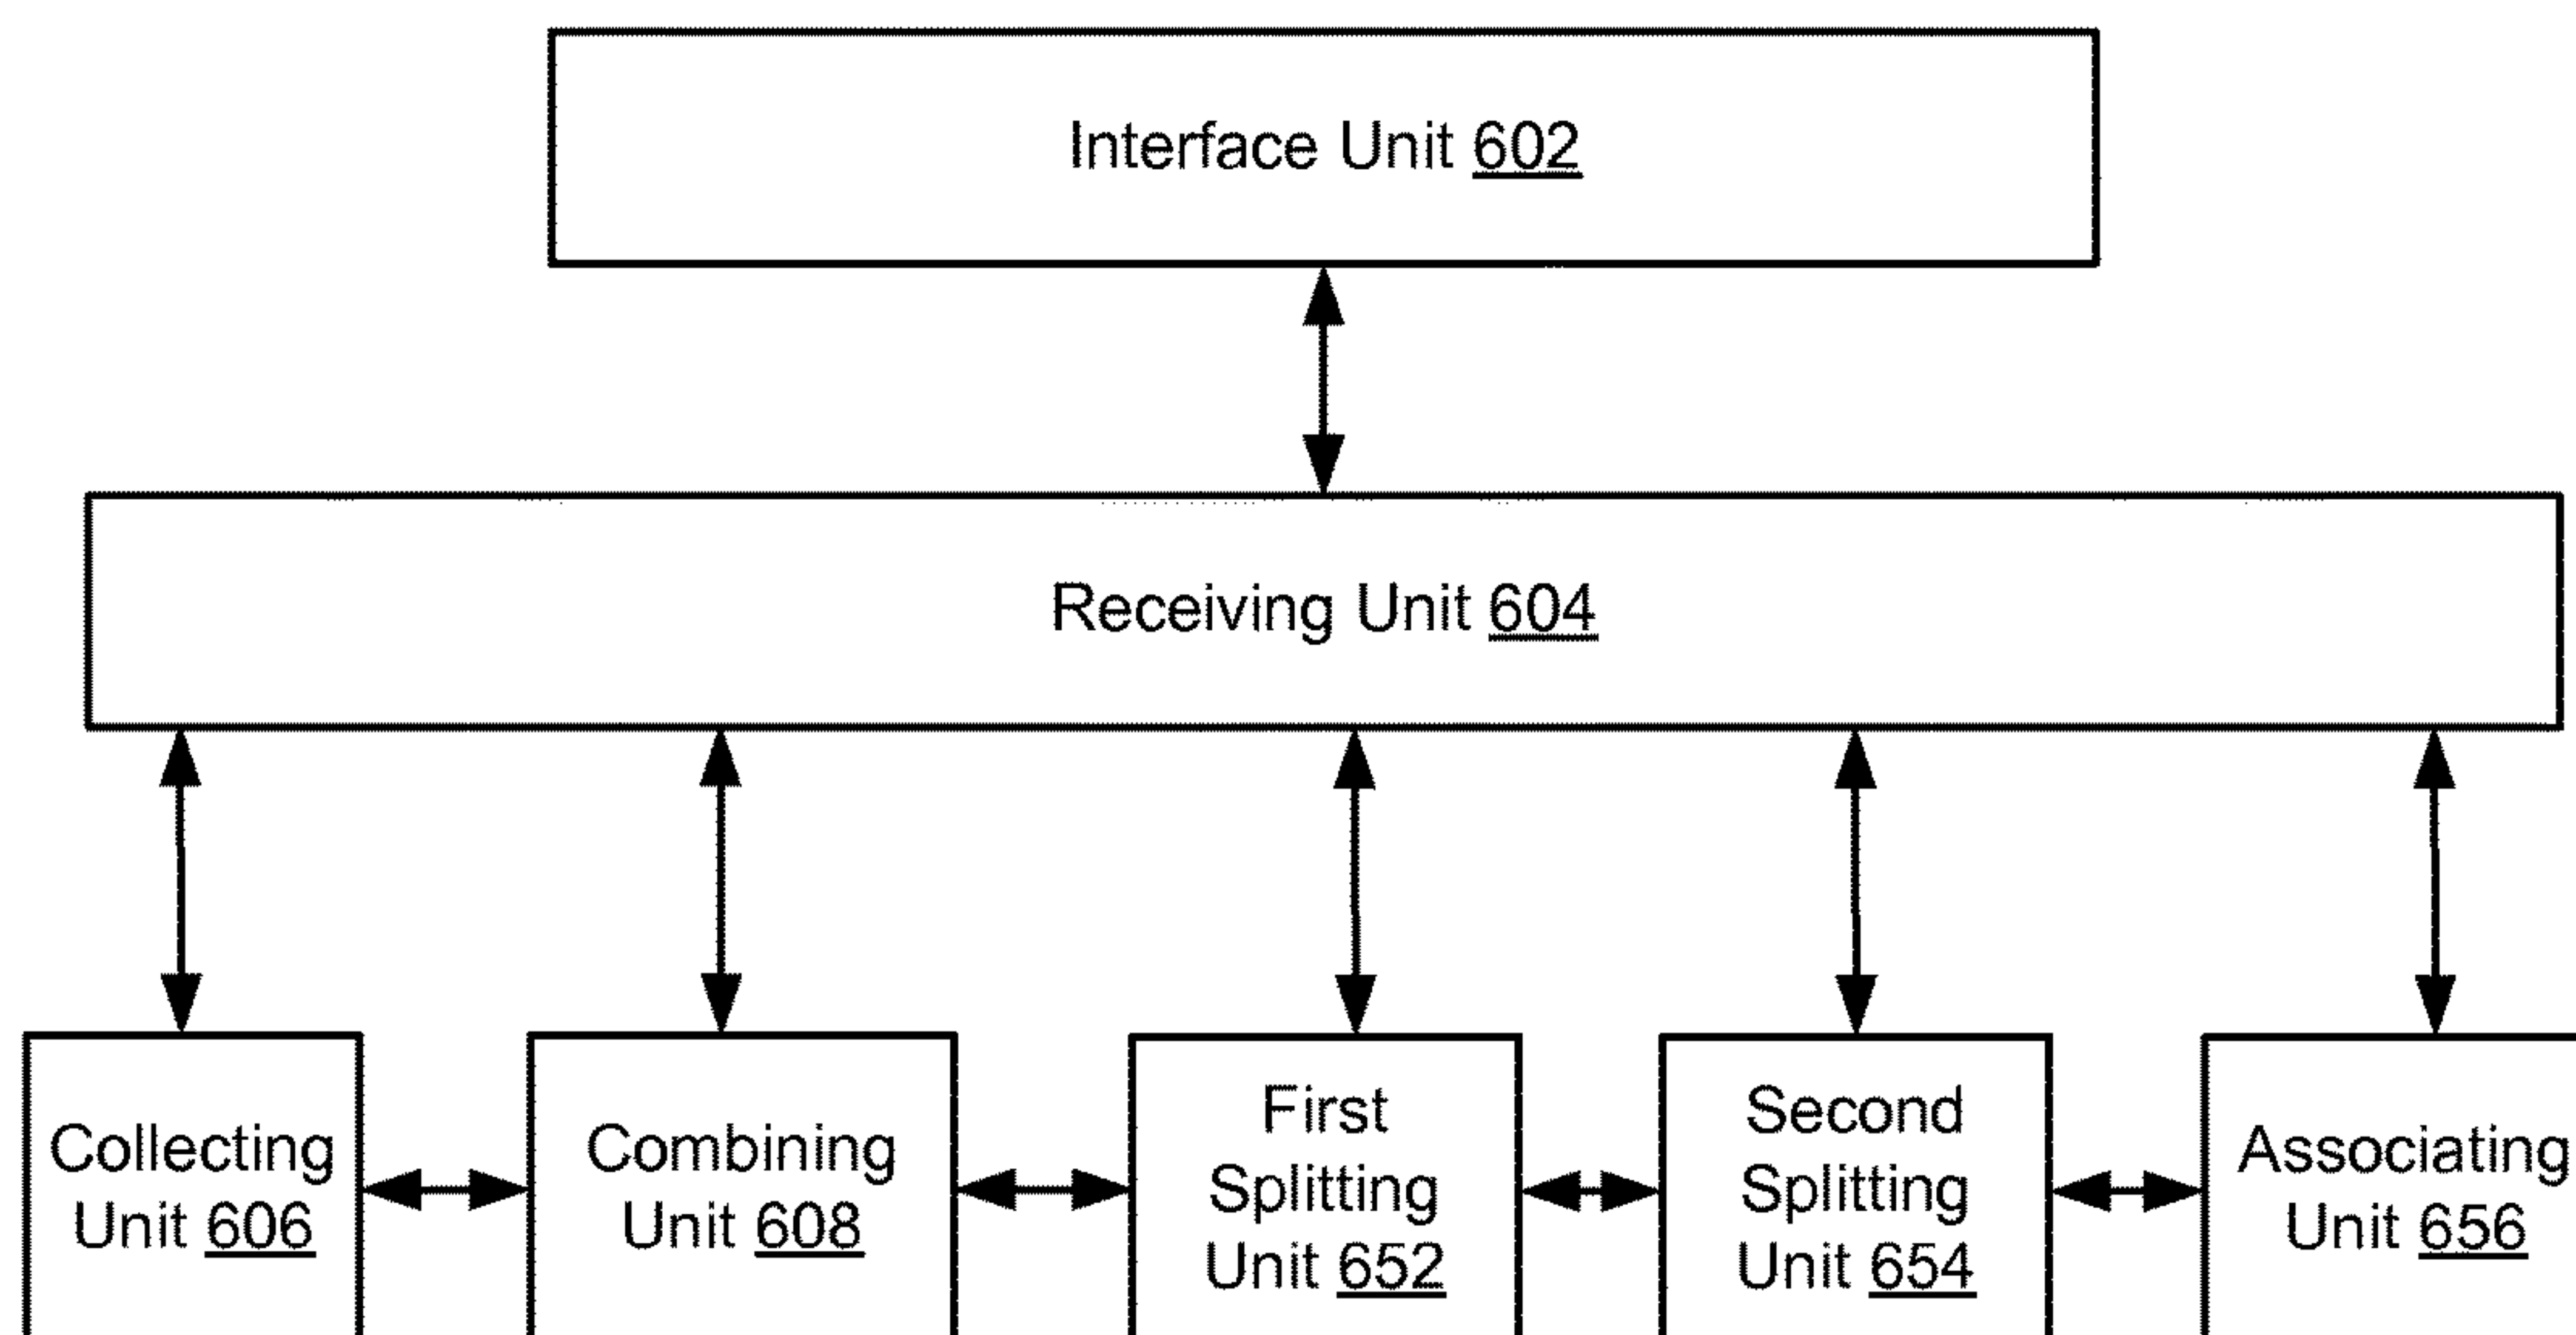 Interface Unit 602
Receiving Unit 604
Collecting
Unit 606
Combining
Unit 608
First
Splitting
Unit 652
Second
Splitting
Unit 654
Associating
Unit 656